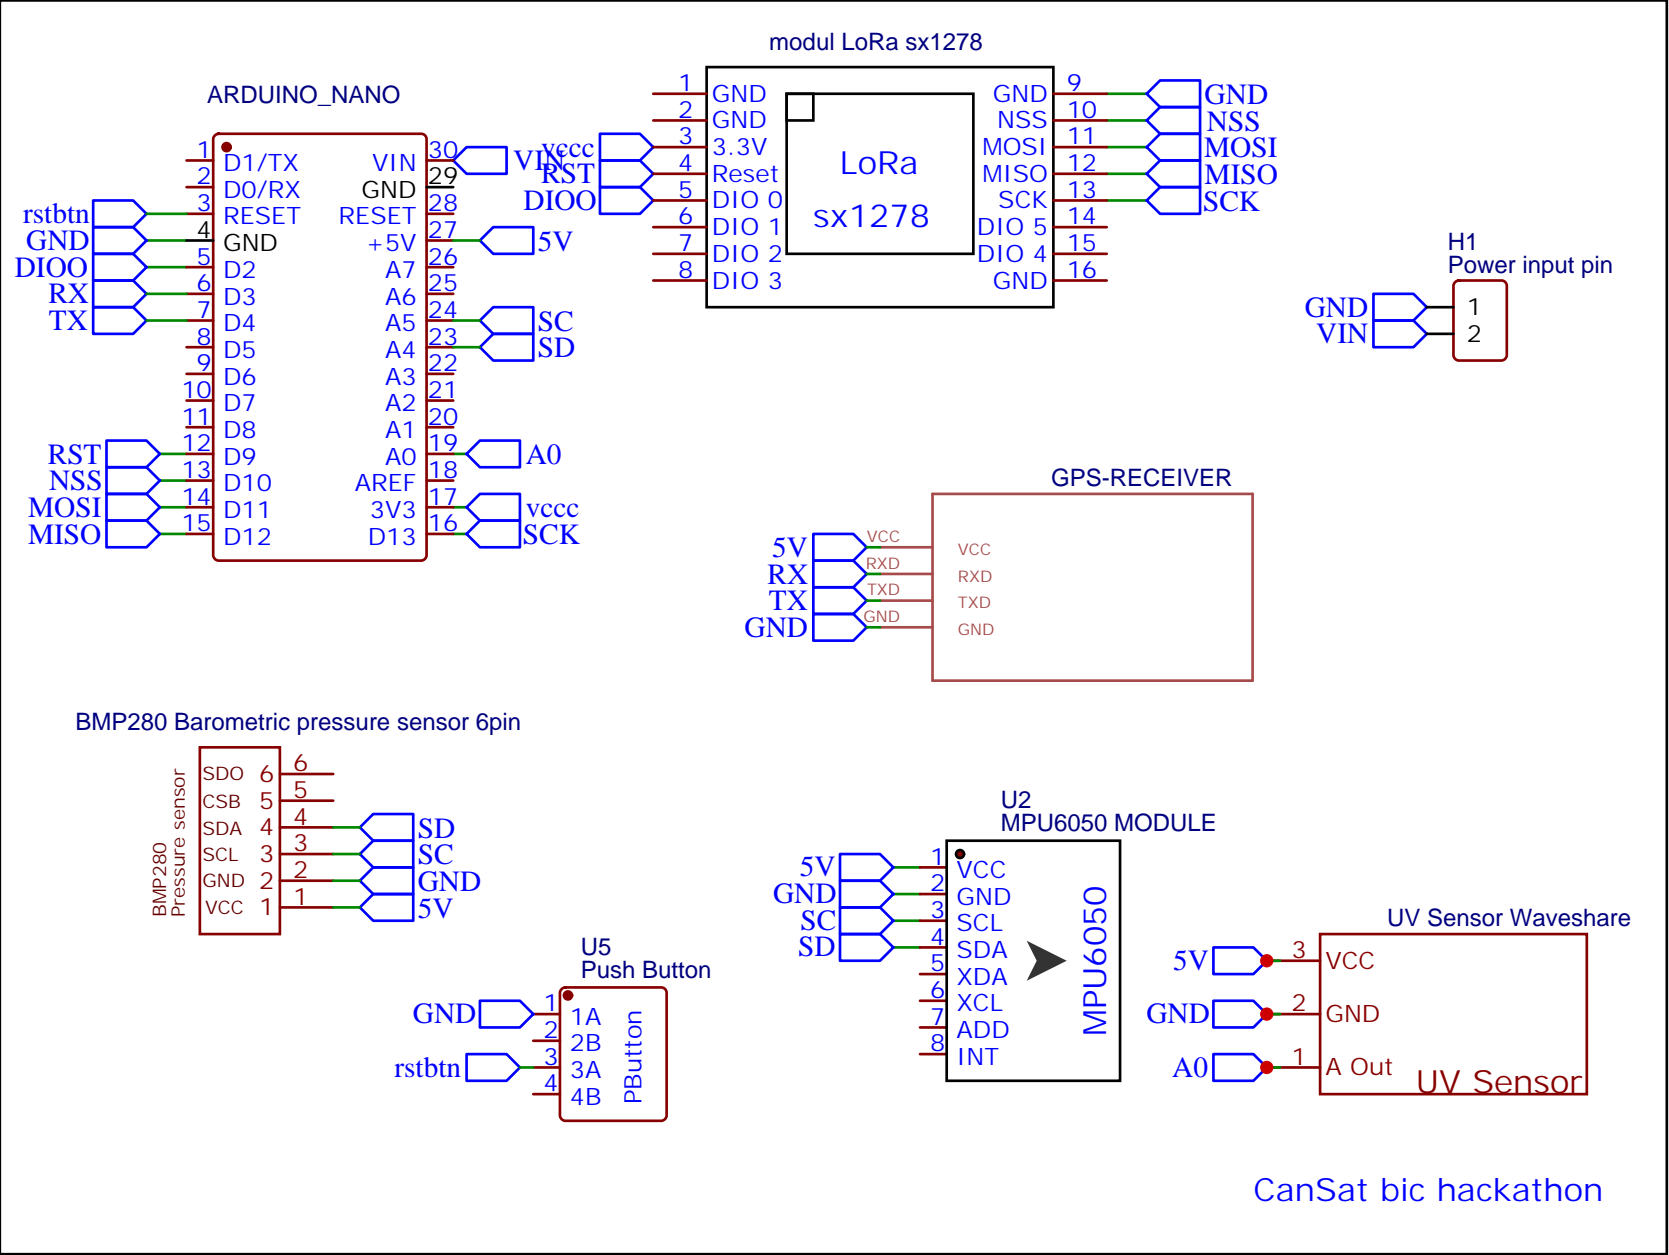 modul LoRa sx1278
ARDUINO_NANO
1 D1/TX VIN 30 VIN
2 D0/RX GND 29
rstbtn 3 RESET RESET 28
GND 4 GND +5V 27 5V
DIOO 5 D2 A7 26
RX 6 D3 A6 25
TX 7 D4 A5 24 SC
8 D5 A4 23 SD
9 D6 A3 22
10 D7 A2 21
11 D8 A1 20
RST 12 D9 A0 19 A0
NSS 13 D10 AREF 18
MOSI 14 D11 3V3 17 vccc
MISO 15 D12 D13 16 SCK
1 GND GND 9 GND
2 GND NSS 10 NSS
vccc 3 3.3V MOSI 11 MOSI
RST 4 Reset MISO 12 MISO
DIOO 5 DIO 0 SCK 13 SCK
6 DIO 1 DIO 5 14
7 DIO 2 DIO 4 15
8 DIO 3 GND 16
LoRa
sx1278
H1
Power input pin
GND 1
VIN 2
GPS-RECEIVER
5V VCC VCC
RX RXD RXD
TX TXD TXD
GND GND GND
BMP280 Barometric pressure sensor 6pin
BMP280
Pressure sensor
SDO 6 6
CSB 5 5
SDA 4 4 SD
SCL 3 3 SC
GND 2 2 GND
VCC 1 1 5V
U5
Push Button
GND 1 1A
2 2B
rstbtn 3 3A
4 4B
PButton
U2
MPU6050 MODULE
5V 1 VCC
GND 2 GND
SC 3 SCL
SD 4 SDA
5 XDA
6 XCL
7 ADD
8 INT
MPU6050
UV Sensor Waveshare
5V 3 VCC
GND 2 GND
A0 1 A Out
UV Sensor
CanSat bic hackathon